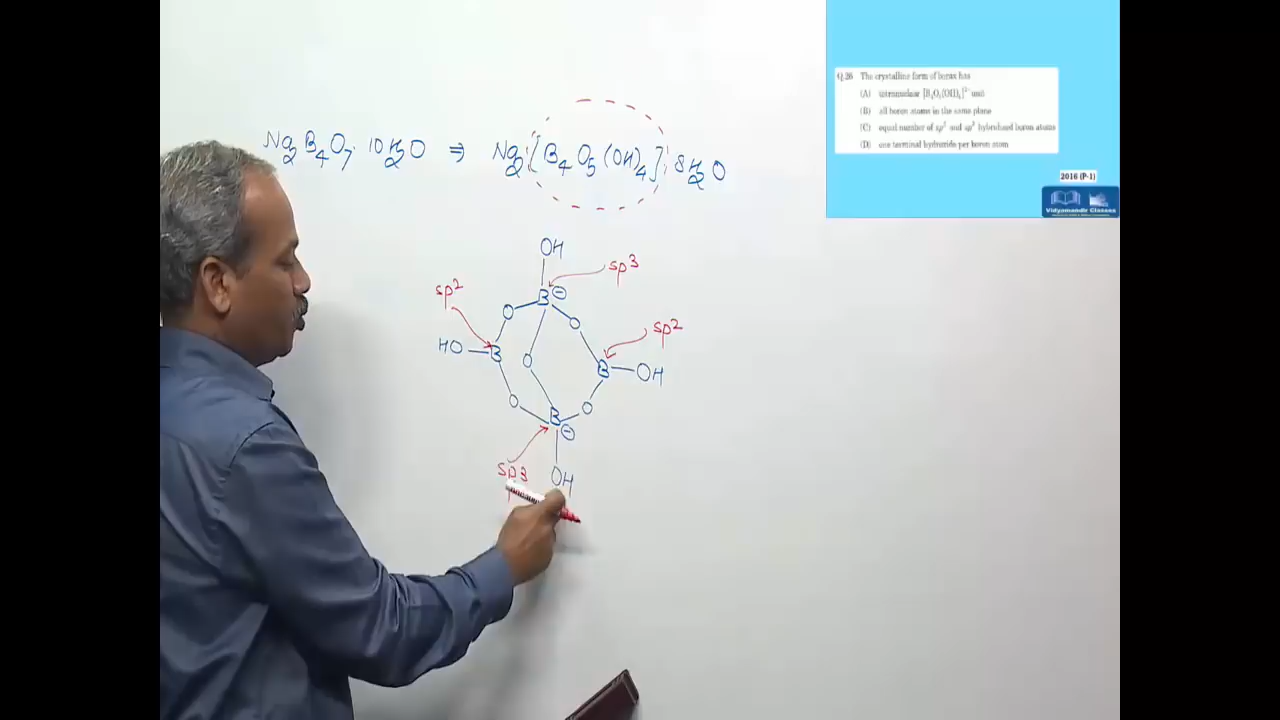 Q.26 The crystalline form of borax has
(A) tetranuclear [B₄O₅(OH)₄]²⁻ unit
(B) all boron atoms in the same plane
(C) equal number of sp² and sp³ hybridized boron atoms
(D) one terminal hydroxide per boron atom
2016 (P-1)
Vidyamandir Classes
Na₂B₄O₇·10H₂O ⇒ Na₂[B₄O₅(OH)₄]·8H₂O
OH
sp³
sp²
B⊖
O
O
sp²
HO
B
O
B
OH
O
B
O
⊖
sp3
OH